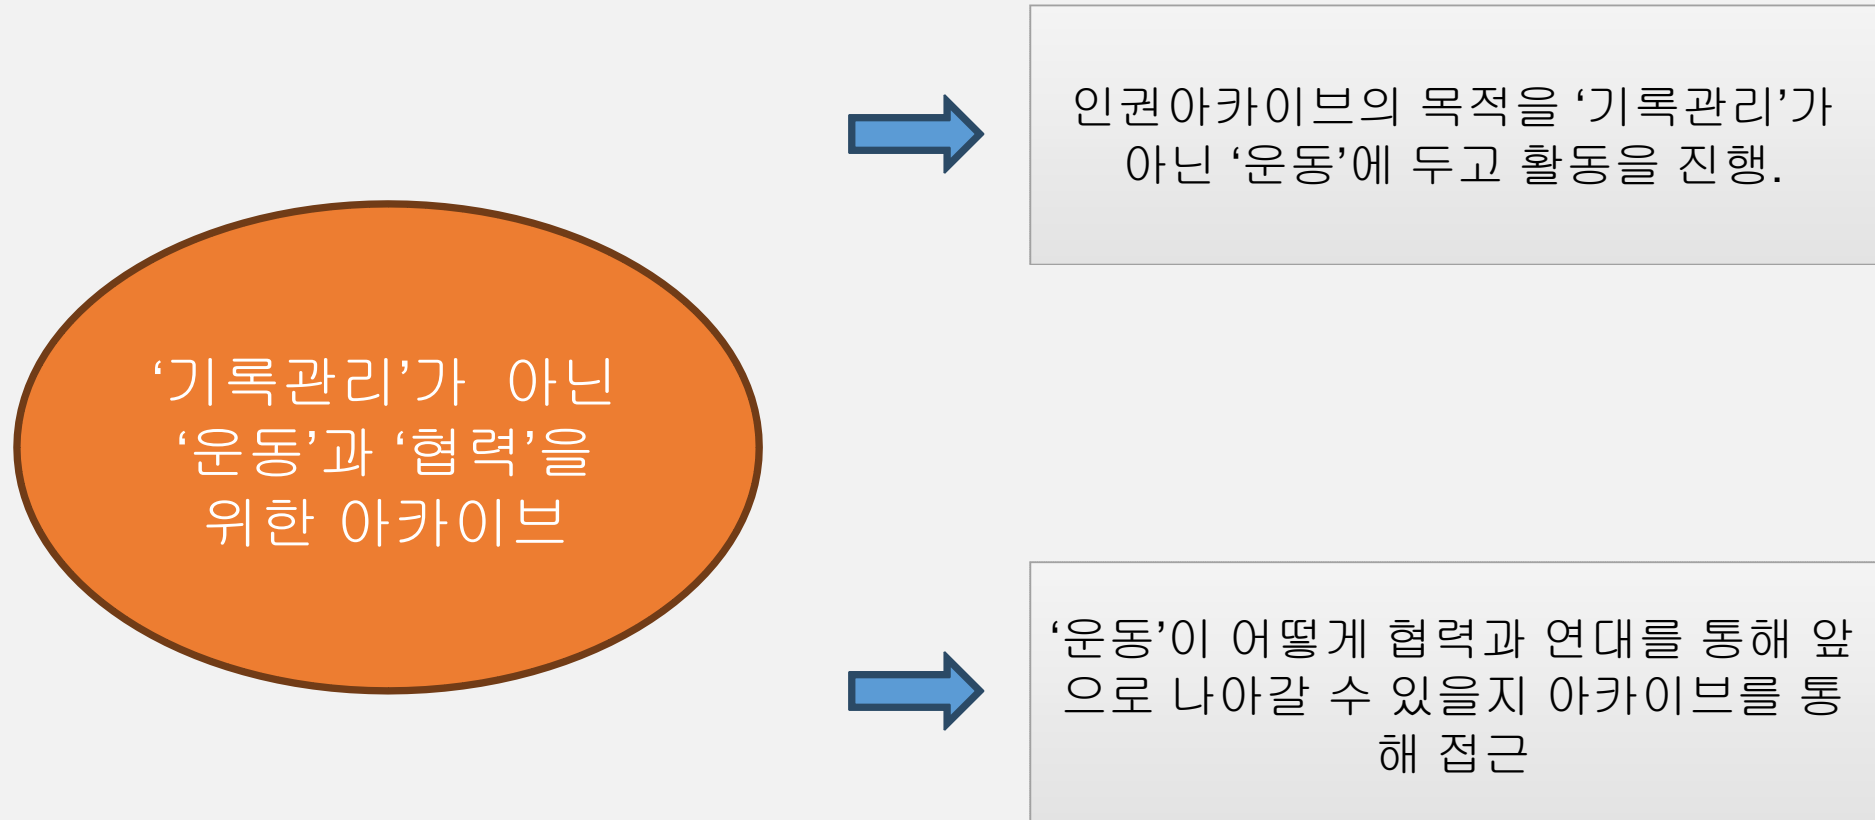 ‘기록관리’가 아닌
‘운동’과 ‘협력’을
위한 아카이브
인권아카이브의 목적을 ‘기록관리’가
아닌 ‘운동’에 두고 활동을 진행.
‘운동’이 어떻게 협력과 연대를 통해 앞
으로 나아갈 수 있을지 아카이브를 통
해 접근